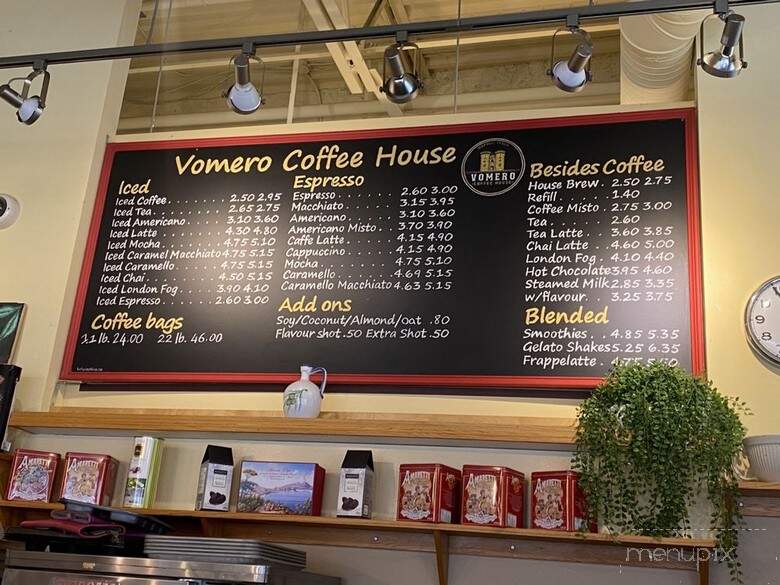 Vomero Coffee House
VOMERO
COFFEE HOUSE
Iced
Iced Coffee. . . . . . . . 2.50 2.95
Iced Tea. . . . . . . . . . 2.65 2.75
Iced Americano . . . . . 3.10 3.60
Iced Latte . . . . . . . . 4.30 4.80
Iced Mocha . . . . . . . 4.75 5.10
Iced Caramel Macchiato 4.75 5.15
Iced Caramello. . . . . . 4.75 5.15
Iced Chai. . . . . . . . . 4.50 5.15
Iced London Fog. . . . . 3.90 4.10
Iced Espresso. . . . . . . 2.60 3.00
Coffee bags
1.1 lb. 24.00 2.2 lb. 46.00
Espresso
Espresso. . . . . . . . . 2.60 3.00
Macchiato . . . . . . . . 3.15 3.95
Americano . . . . . . . . 3.10 3.60
Americano Misto. . . . . 3.70 3.90
Caffe Latte. . . . . . . . 4.15 4.90
Cappuccino. . . . . . . . 4.15 4.90
Mocha. . . . . . . . . . 4.75 5.10
Caramello . . . . . . . . 4.69 5.15
Caramello Macchiato 4.63 5.15
Add ons
Soy/Coconut/Almond/oat .80
Flavour shot .50 Extra Shot .50
Besides Coffee
House Brew . 2.50 2.75
Refill. . . . . 1.40
Coffee Misto . 2.75 3.00
Tea. . . . . . 2.60
Tea Latte. . . 3.60 3.85
Chai Latte . . 4.60 5.00
London Fog. . 4.10 4.40
Hot Chocolate 3.95 4.60
Steamed Milk 2.85 3.35
w/flavour. . . 3.25 3.75
Blended
Smoothies. . . 4.85 5.35
Gelato Shakes 5.25 6.35
Frappelatte . 4.75
AMARETTI
AMARETTI
AMARETTI
AMARETTI
AMARETTI
menupix